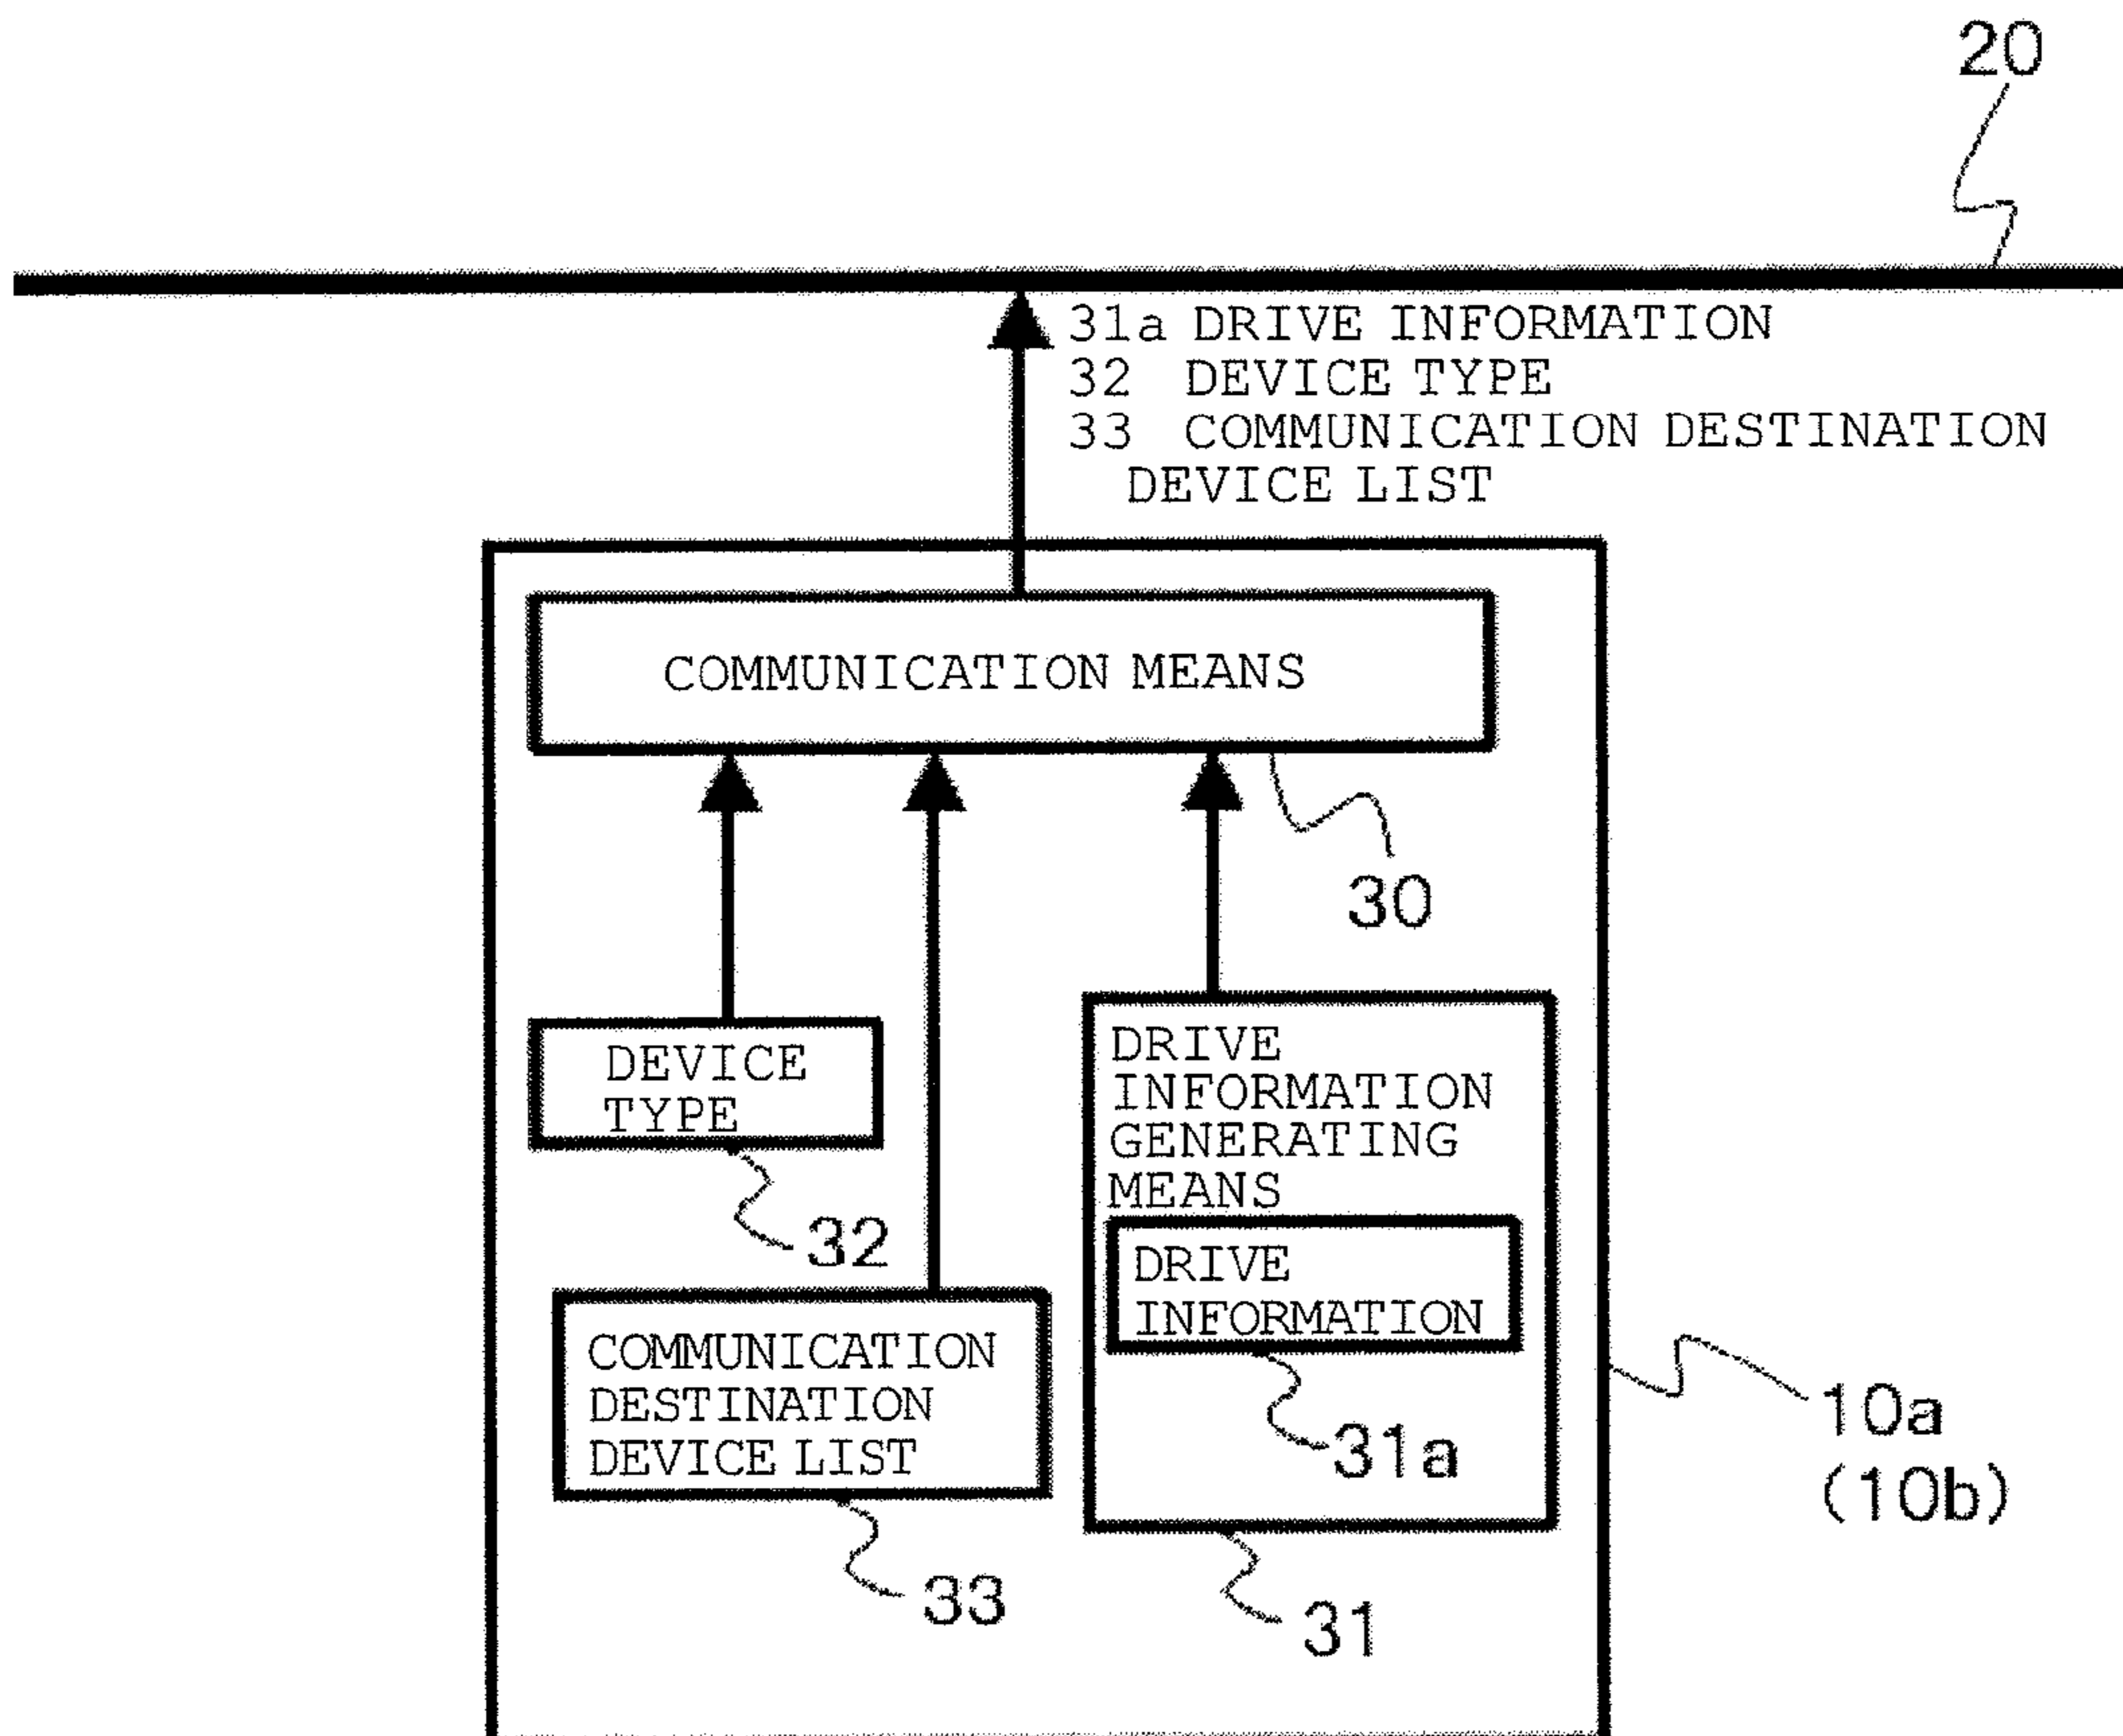 20
31a DRIVE INFORMATION
32 DEVICE TYPE
33 COMMUNICATION DESTINATION
DEVICE LIST
COMMUNICATION MEANS
30
DEVICE
TYPE
32
DRIVE
INFORMATION
GENERATING
MEANS
DRIVE
INFORMATION
31a
COMMUNICATION
DESTINATION
DEVICE LIST
33
31
10a
(10b)